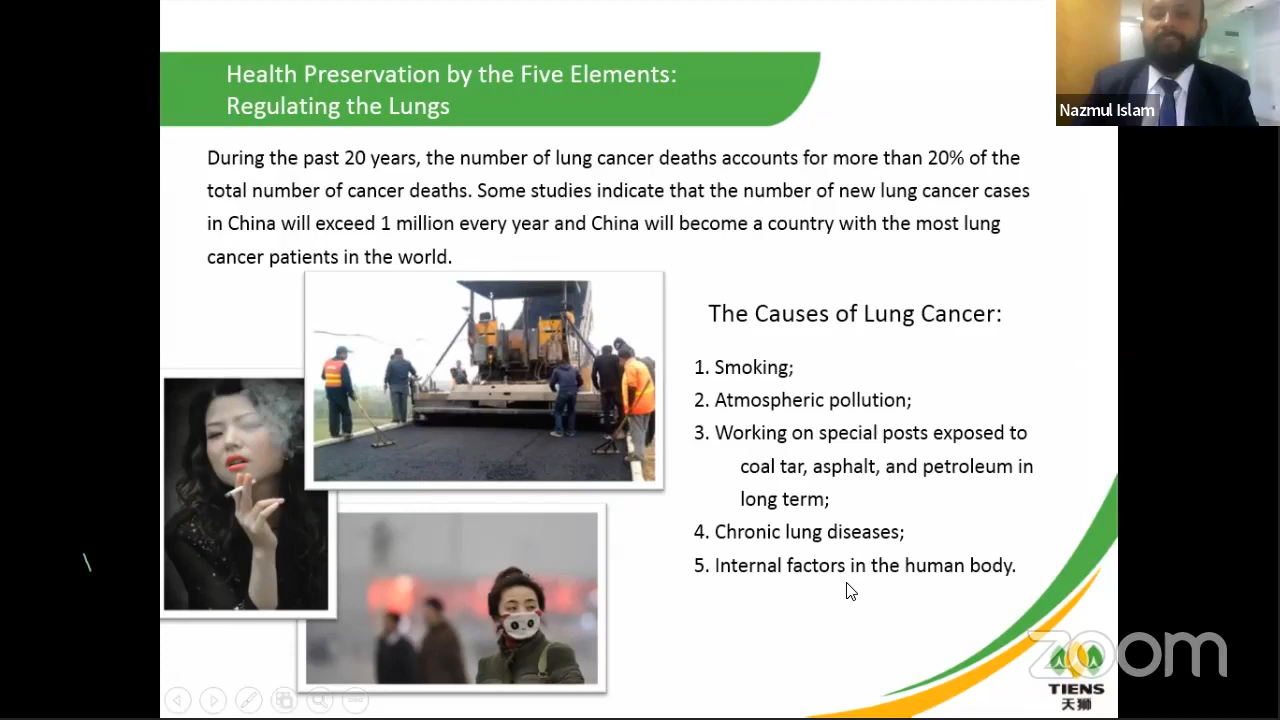 Health Preservation by the Five Elements:
Regulating the Lungs
Nazmul Islam
During the past 20 years, the number of lung cancer deaths accounts for more than 20% of the
total number of cancer deaths. Some studies indicate that the number of new lung cancer cases
in China will exceed 1 million every year and China will become a country with the most lung
cancer patients in the world.
The Causes of Lung Cancer:
1. Smoking;
2. Atmospheric pollution;
3. Working on special posts exposed to
coal tar, asphalt, and petroleum in
long term;
4. Chronic lung diseases;
5. Internal factors in the human body.
zoom
TIENS
天狮